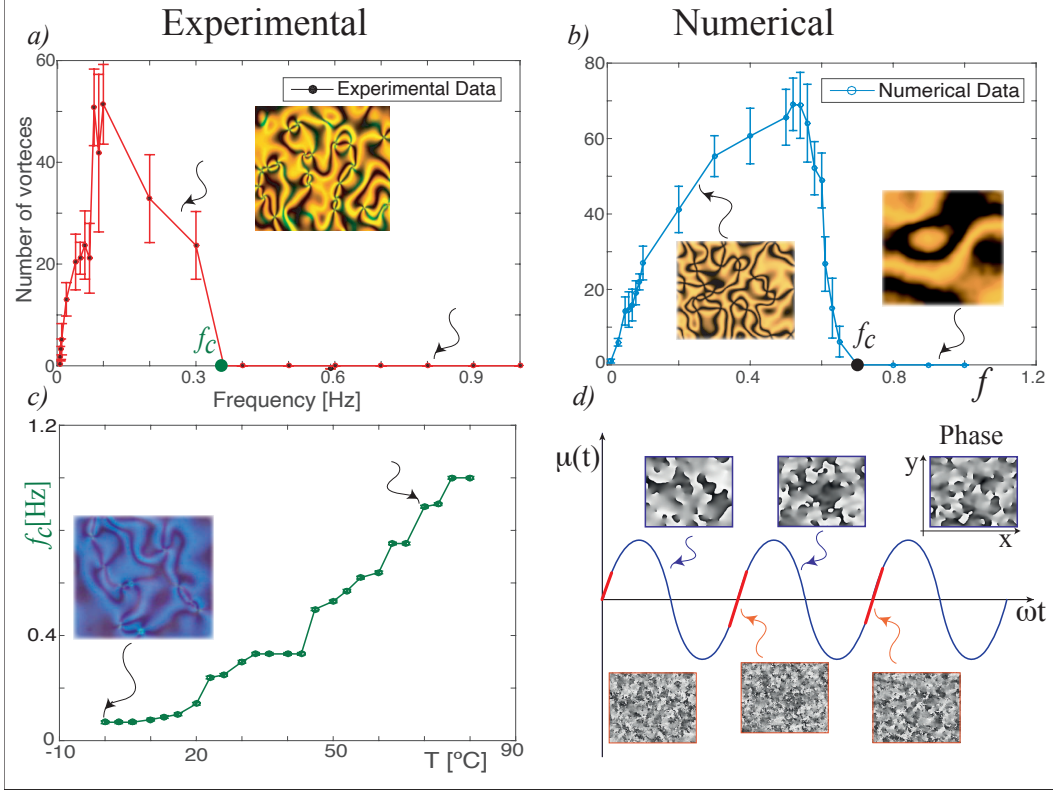 Experimental
Numerical
a)
60
40
20
0
0
0.3
0.6
0.9
Number of vorteces
Frequency [Hz]
Experimental Data
fc
b)
80
60
40
20
0
0
0.4
0.8
1.2
Numerical Data
fc
f
c)
1.2
0.4
0
-10
20
50
90
fc[Hz]
T [ºC]
d)
μ(t)
Phase
y
x
ωt